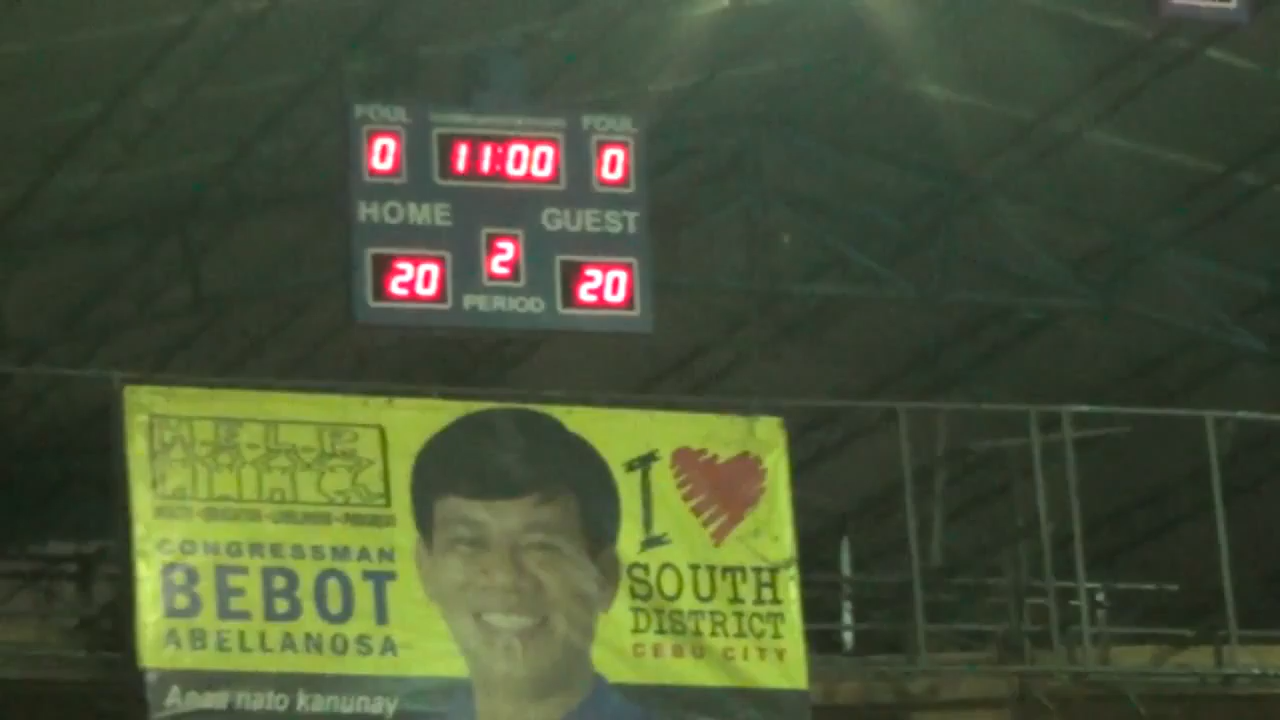 FOUL FOUL
0 11:00 0
HOME GUEST
2
20 20
PERIOD
H.E.L.P
CONGRESSMAN
BEBOT
ABELLANOSA
I
SOUTH
DISTRICT
CEBU CITY
nato kanunay